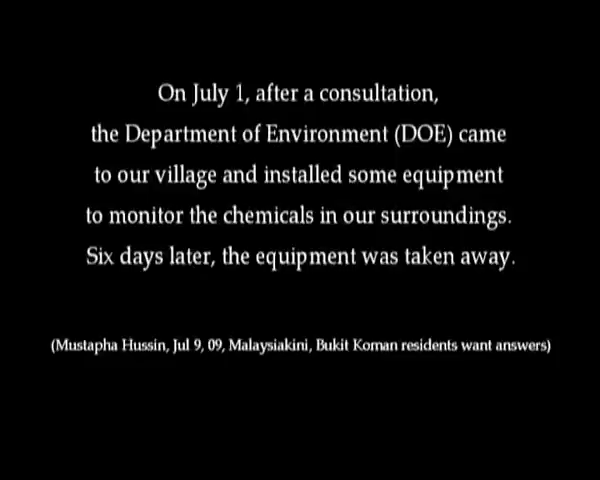 On July 1, after a consultation,
the Department of Environment (DOE) came
to our village and installed some equipment
to monitor the chemicals in our surroundings.
Six days later, the equipment was taken away.
(Mustapha Hussin, Jul 9, 09, Malaysiakini, Bukit Koman residents want answers)